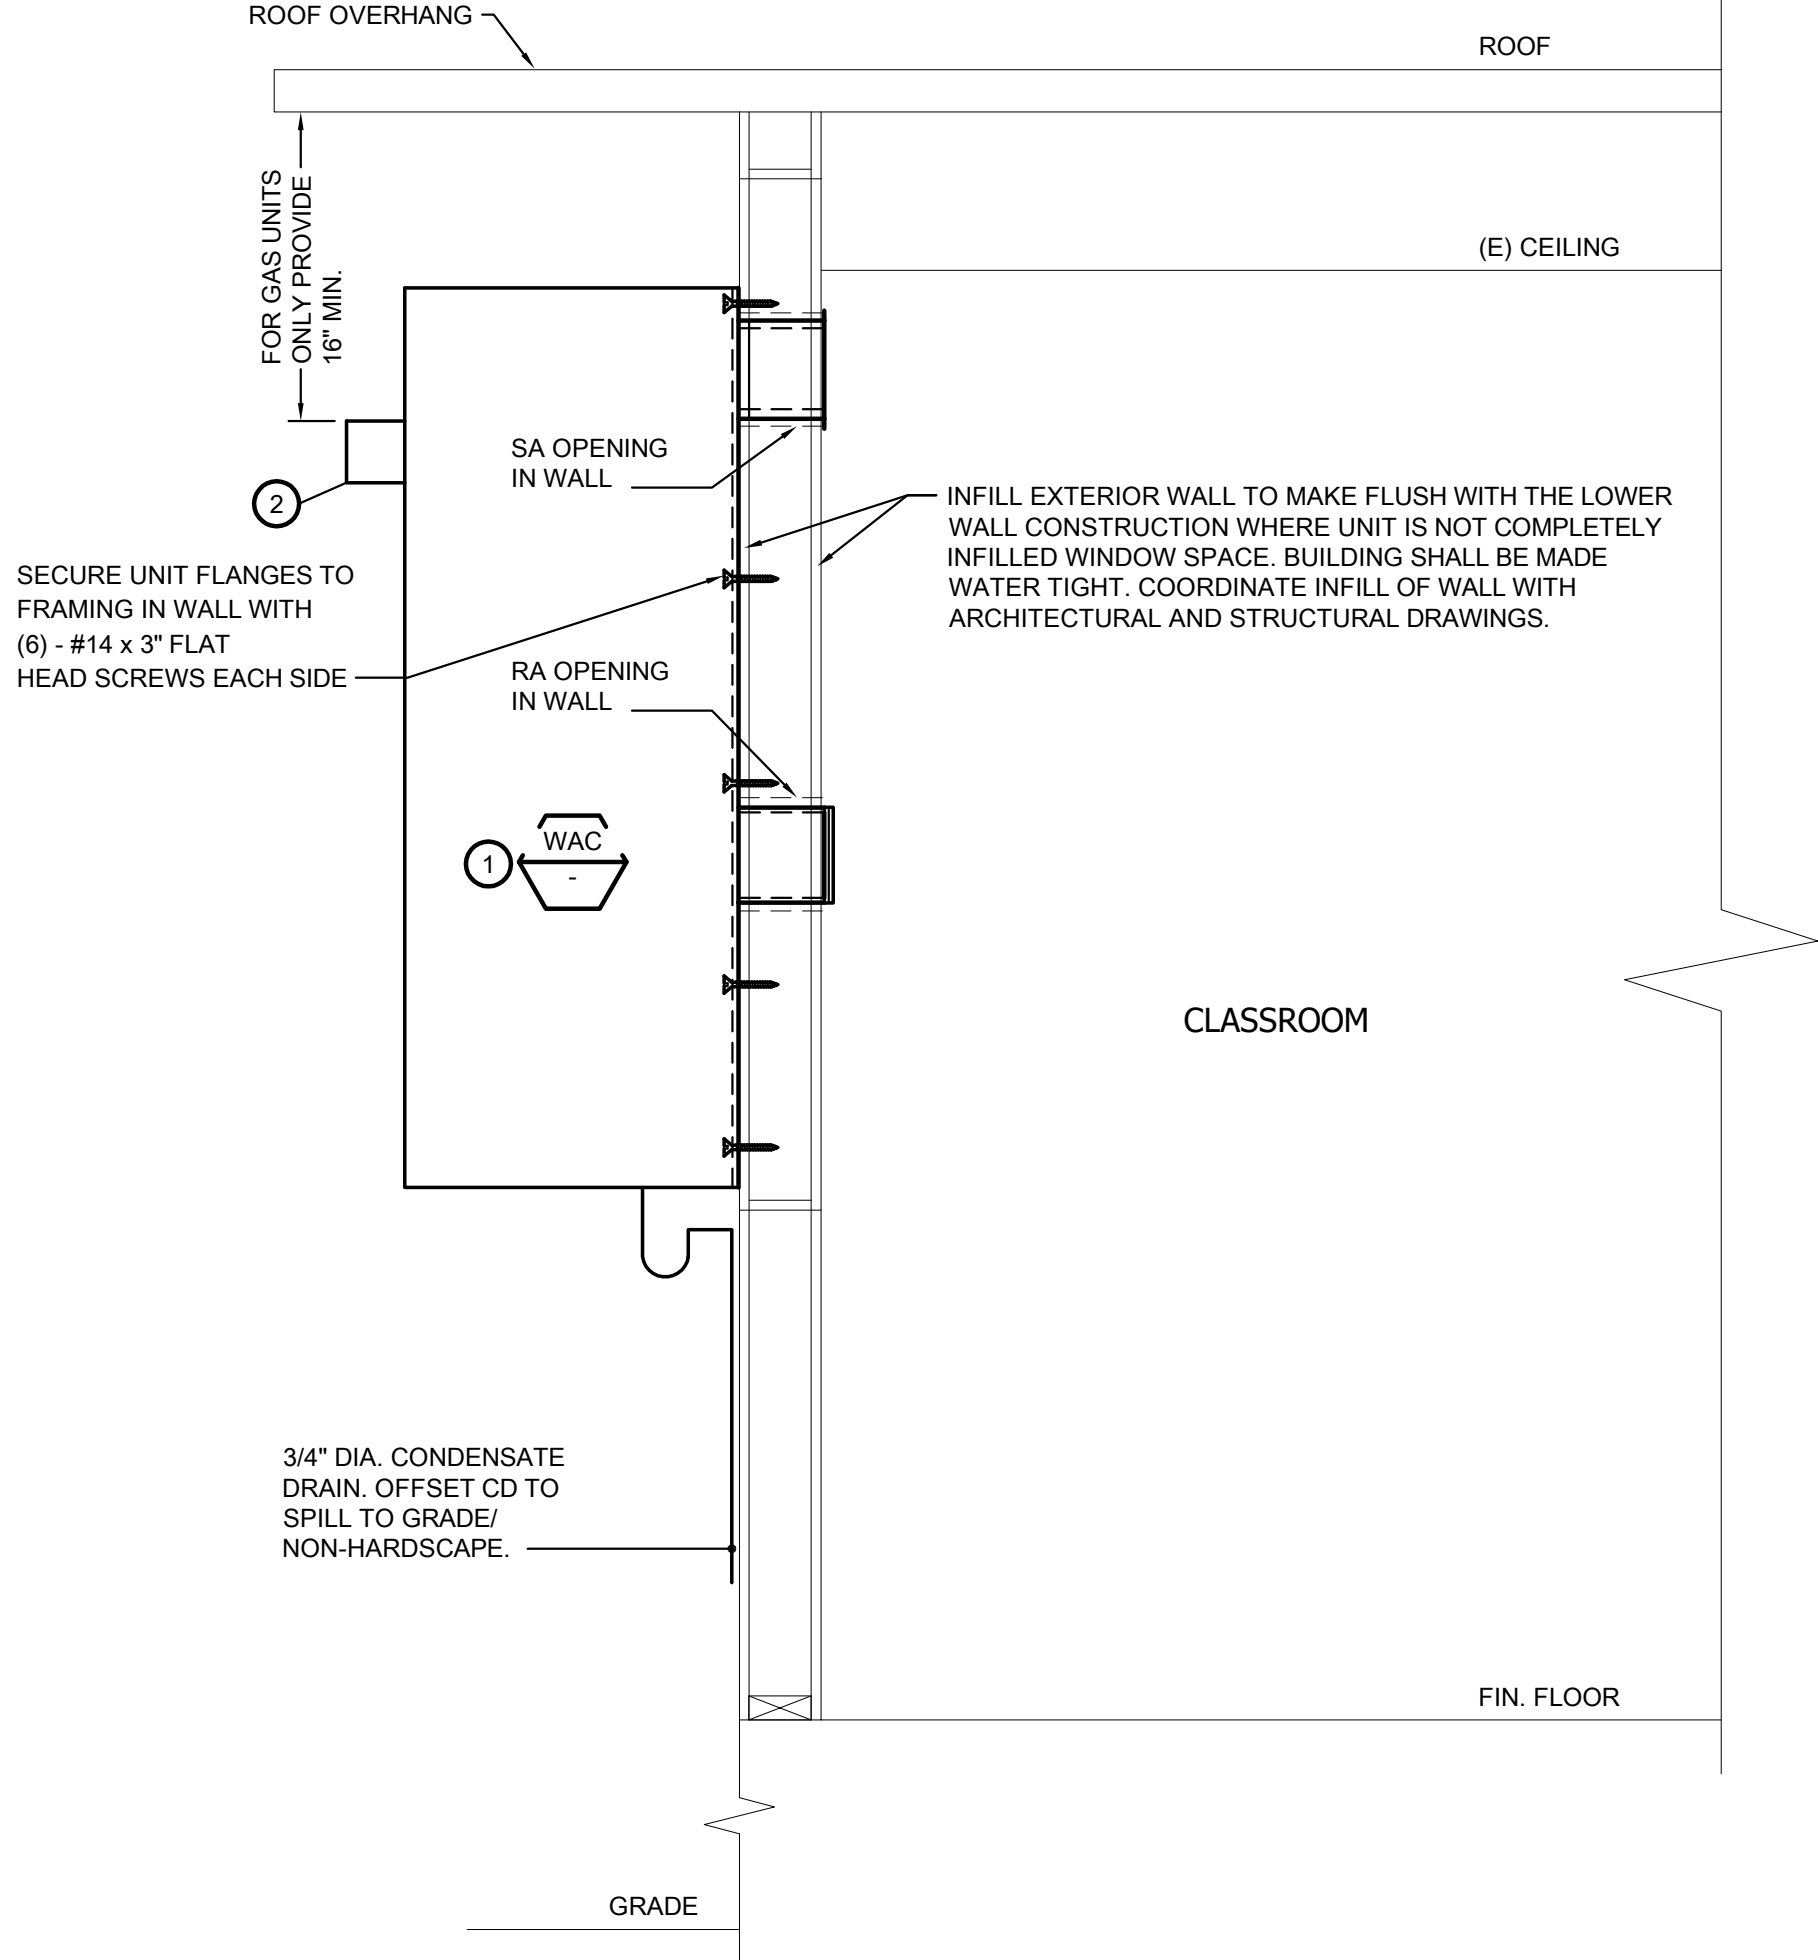 ROOF OVERHANG
ROOF
FOR GAS UNITS
ONLY PROVIDE
16" MIN.
(E) CEILING
SA OPENING
IN WALL
2
INFILL EXTERIOR WALL TO MAKE FLUSH WITH THE LOWER
WALL CONSTRUCTION WHERE UNIT IS NOT COMPLETELY
INFILLED WINDOW SPACE. BUILDING SHALL BE MADE
WATER TIGHT. COORDINATE INFILL OF WALL WITH
ARCHITECTURAL AND STRUCTURAL DRAWINGS.
SECURE UNIT FLANGES TO
FRAMING IN WALL WITH
(6) - #14 x 3" FLAT
HEAD SCREWS EACH SIDE
RA OPENING
IN WALL
1
WAC
-
CLASSROOM
3/4" DIA. CONDENSATE
DRAIN. OFFSET CD TO
SPILL TO GRADE/
NON-HARDSCAPE.
FIN. FLOOR
GRADE